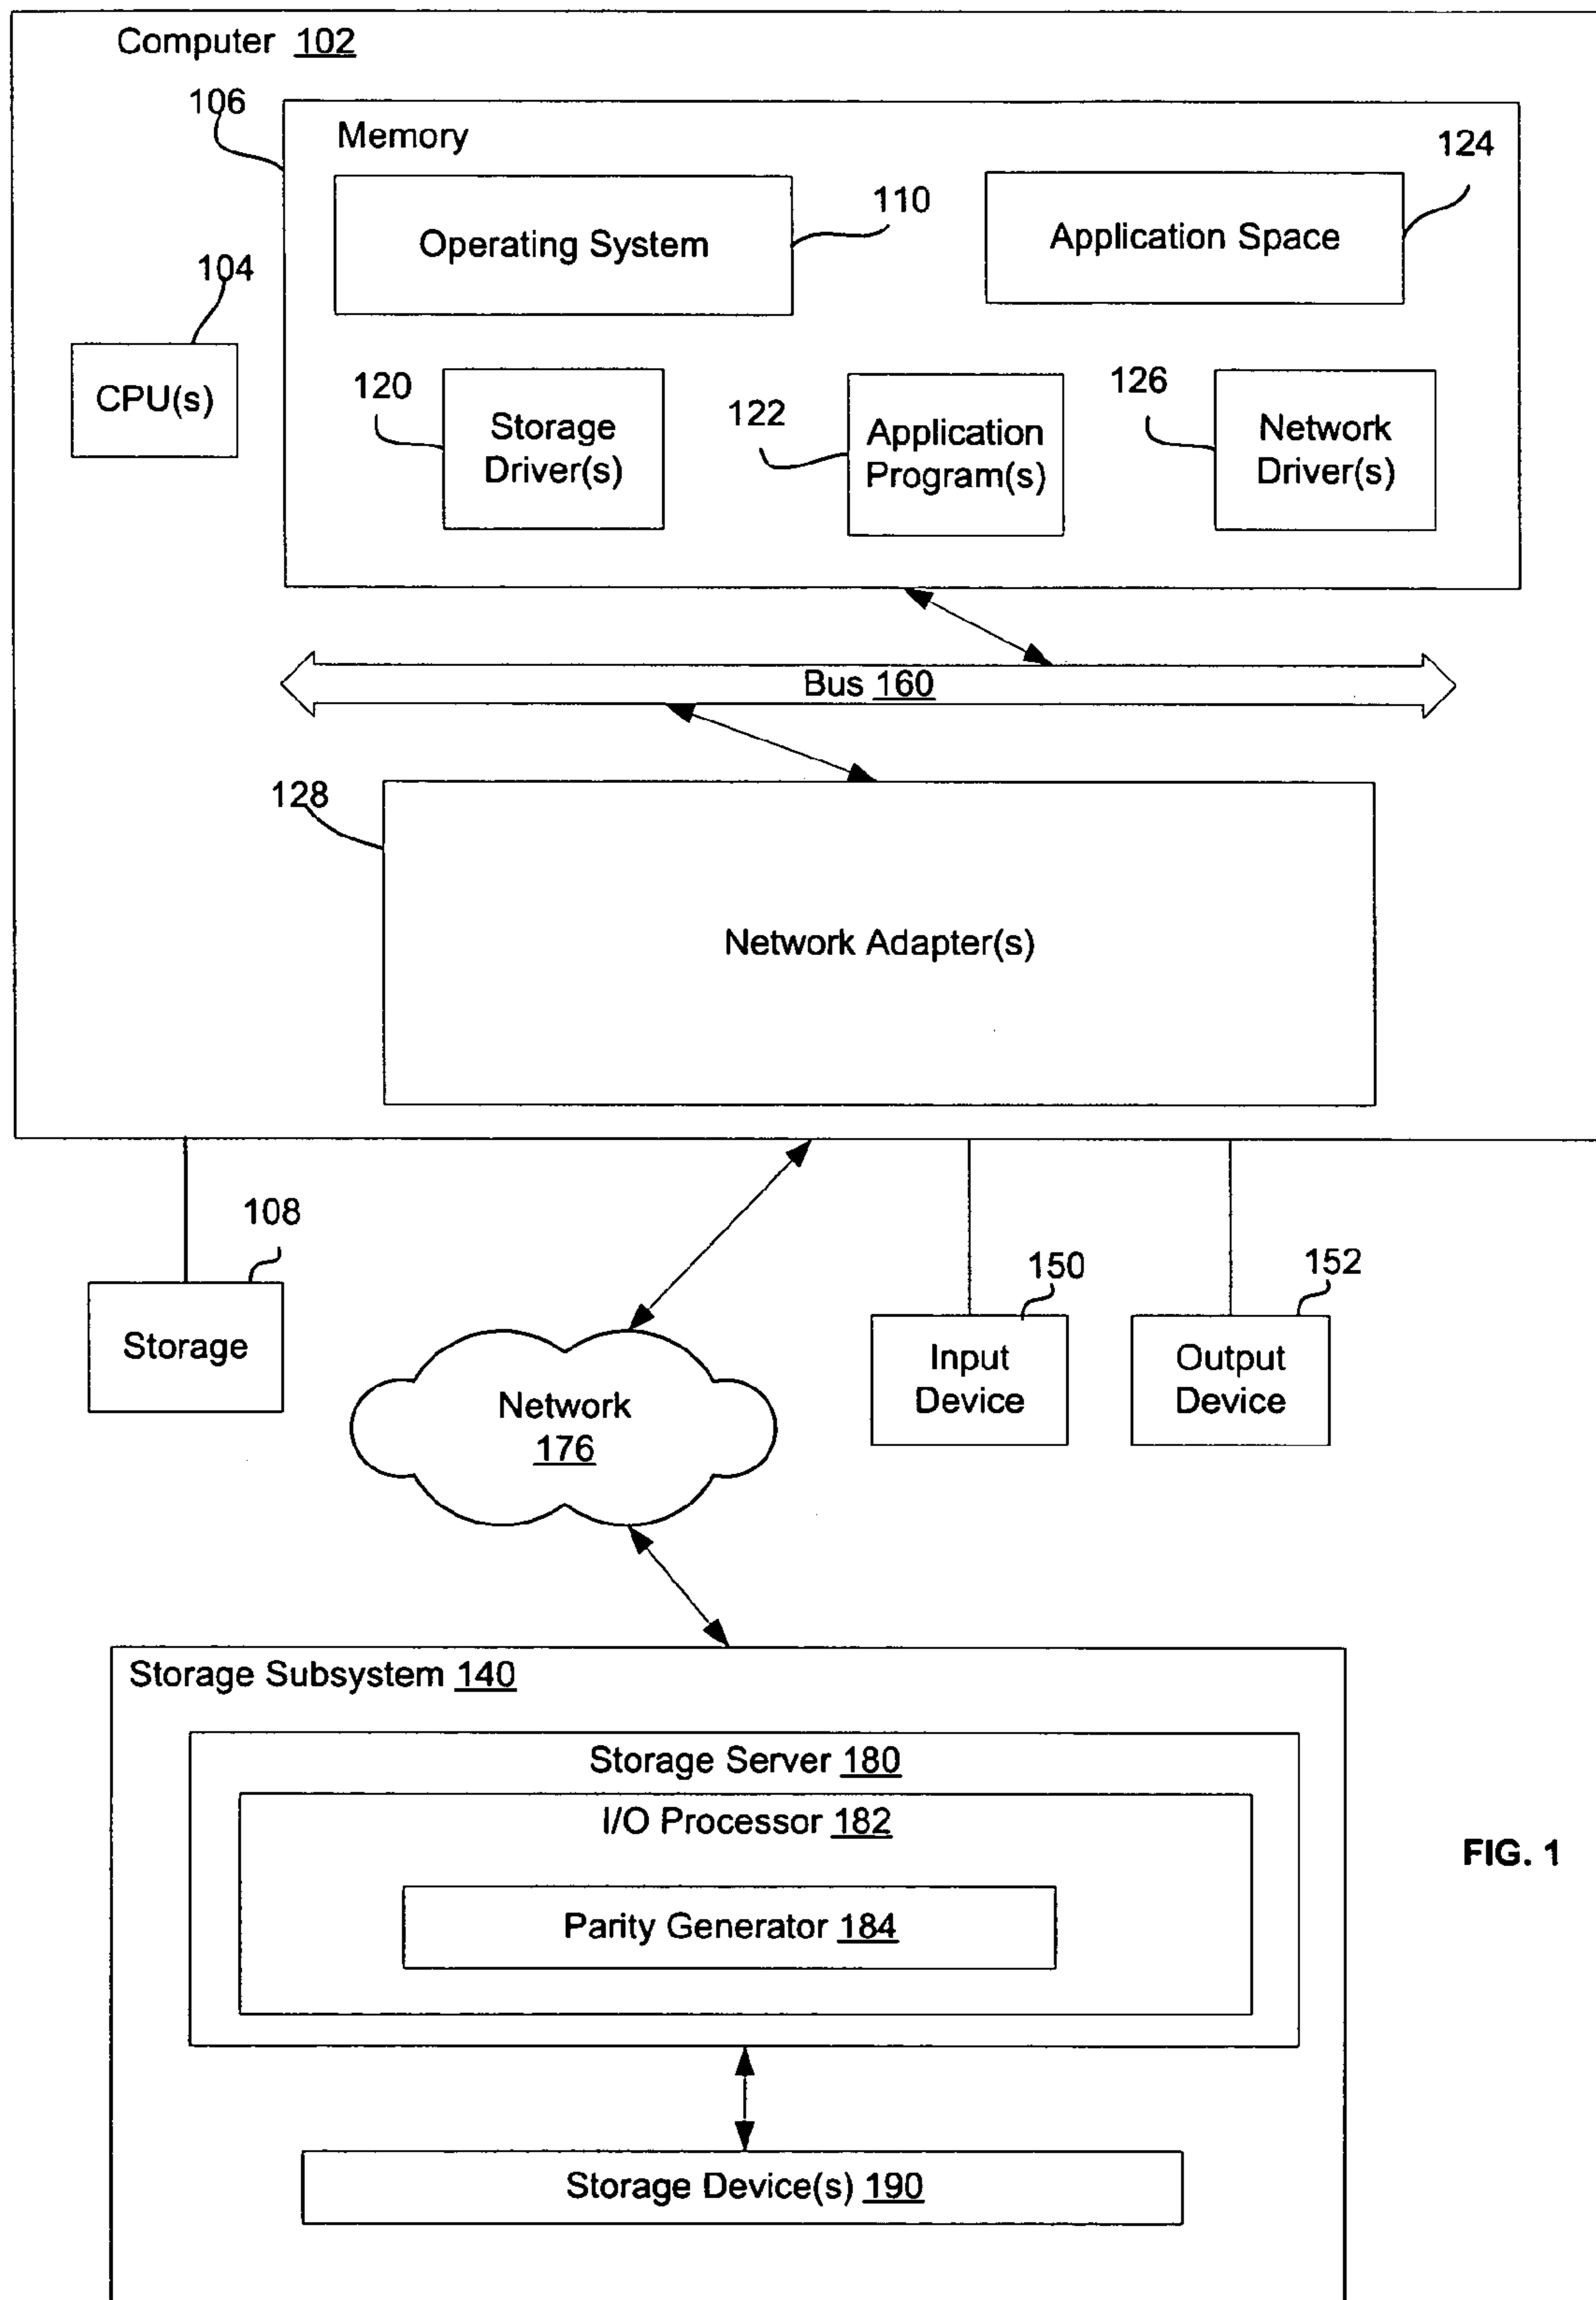 Computer 102
106
Memory
124
110
Operating System
Application Space
104
CPU(s)
120
Storage
Driver(s)
122
Application
Program(s)
126
Network
Driver(s)
Bus 160
128
Network Adapter(s)
108
Storage
150
Input
Device
152
Output
Device
Network
176
Storage Subsystem 140
Storage Server 180
I/O Processor 182
Parity Generator 184
Storage Device(s) 190
FIG. 1